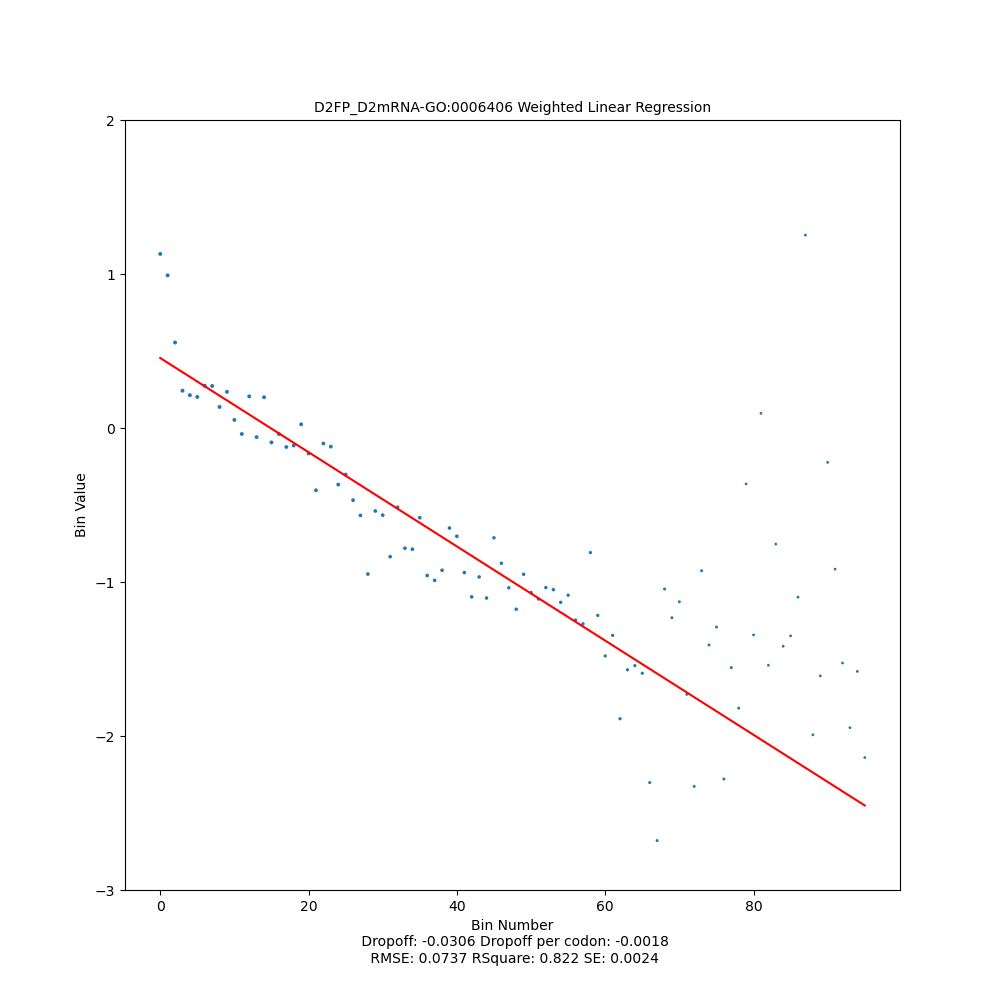 D2FP_D2mRNA-GO:0006406 Weighted Linear Regression
2
1
0
−1
−2
−3
Bin Value
0 20 40 60 80
Bin Number
Dropoff: -0.0306 Dropoff per codon: -0.0018
RMSE: 0.0737 RSquare: 0.822 SE: 0.0024